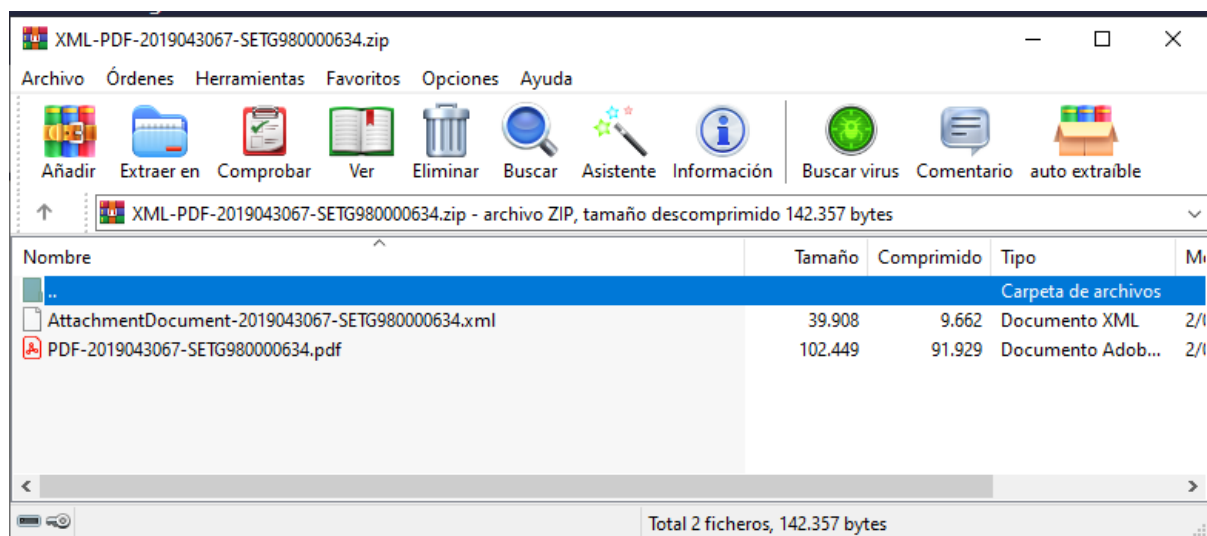 XML-PDF-2019043067-SETG980000634.zip
Archivo Órdenes Herramientas Favoritos Opciones Ayuda
Añadir Extraer en Comprobar Ver Eliminar Buscar Asistente Información Buscar virus Comentario auto extraíble
XML-PDF-2019043067-SETG980000634.zip - archivo ZIP, tamaño descomprimido 142.357 bytes
Nombre Tamaño Comprimido Tipo
.. Carpeta de archivos
AttachmentDocument-2019043067-SETG980000634.xml 39.908 9.662 Documento XML
PDF-2019043067-SETG980000634.pdf 102.449 91.929 Documento Adob...
Total 2 ficheros, 142.357 bytes